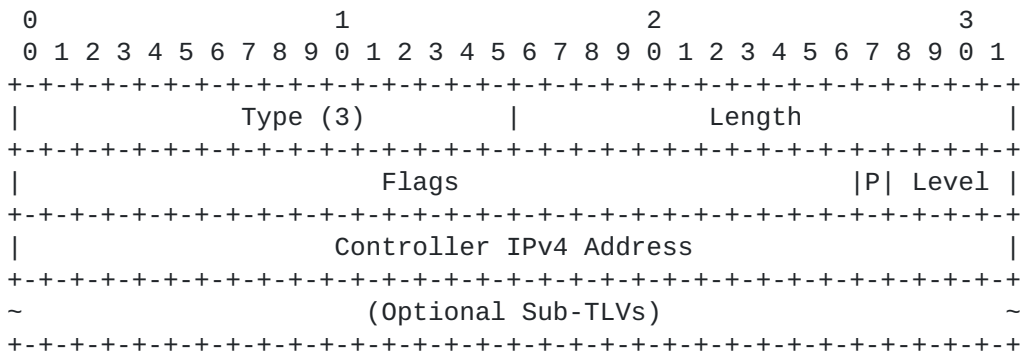 0                   1                   2                   3
 0 1 2 3 4 5 6 7 8 9 0 1 2 3 4 5 6 7 8 9 0 1 2 3 4 5 6 7 8 9 0 1
+-+-+-+-+-+-+-+-+-+-+-+-+-+-+-+-+-+-+-+-+-+-+-+-+-+-+-+-+-+-+-+-+
|              Type (3)         |            Length             |
+-+-+-+-+-+-+-+-+-+-+-+-+-+-+-+-+-+-+-+-+-+-+-+-+-+-+-+-+-+-+-+-+
|                       Flags                         |P| Level |
+-+-+-+-+-+-+-+-+-+-+-+-+-+-+-+-+-+-+-+-+-+-+-+-+-+-+-+-+-+-+-+-+
|                    Controller IPv4 Address                    |
+-+-+-+-+-+-+-+-+-+-+-+-+-+-+-+-+-+-+-+-+-+-+-+-+-+-+-+-+-+-+-+-+
~                      (Optional Sub-TLVs)                      ~
+-+-+-+-+-+-+-+-+-+-+-+-+-+-+-+-+-+-+-+-+-+-+-+-+-+-+-+-+-+-+-+-+